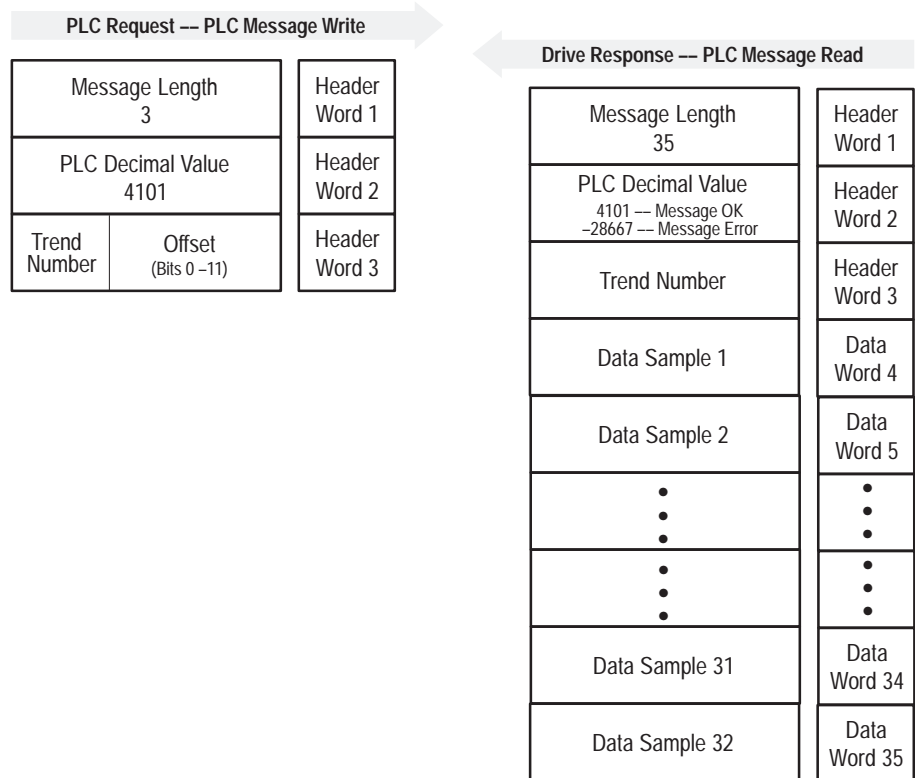 PLC Request –– PLC Message Write
Message Length
3
Header
Word 1
PLC Decimal Value
4101
Header
Word 2
Trend
Number
Offset
(Bits 0 –11)
Header
Word 3
Drive Response –– PLC Message Read
Message Length
35
Header
Word 1
PLC Decimal Value
4101 –– Message OK
–28667 –– Message Error
Header
Word 2
Trend Number
Header
Word 3
Data Sample 1
Data
Word 4
Data Sample 2
Data
Word 5
Data Sample 31
Data
Word 34
Data Sample 32
Data
Word 35